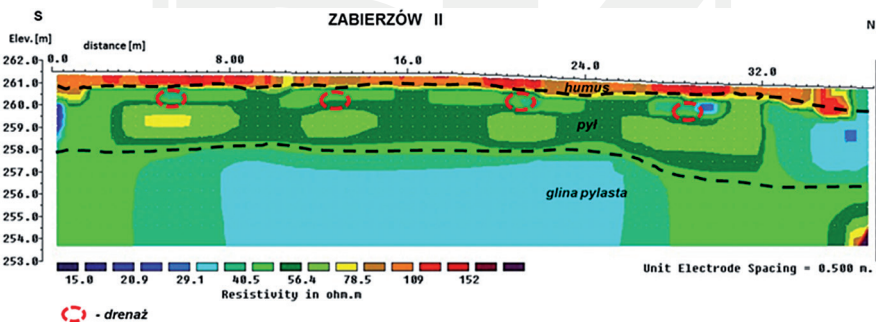 ZABIERZÓW II
S
N
Elev.[m]
distance [m]
0.0 8.00 16.0 24.0 32.0
262.0
261.0
260.0
259.0
258.0
257.0
256.0
255.0
254.0
253.0
humus
pył
glina pylasta
15.0 20.9 29.1 40.5 56.4 78.5 109 152
Resistivity in ohm.m
Unit Electrode Spacing = 0.500 m.
- drenaż